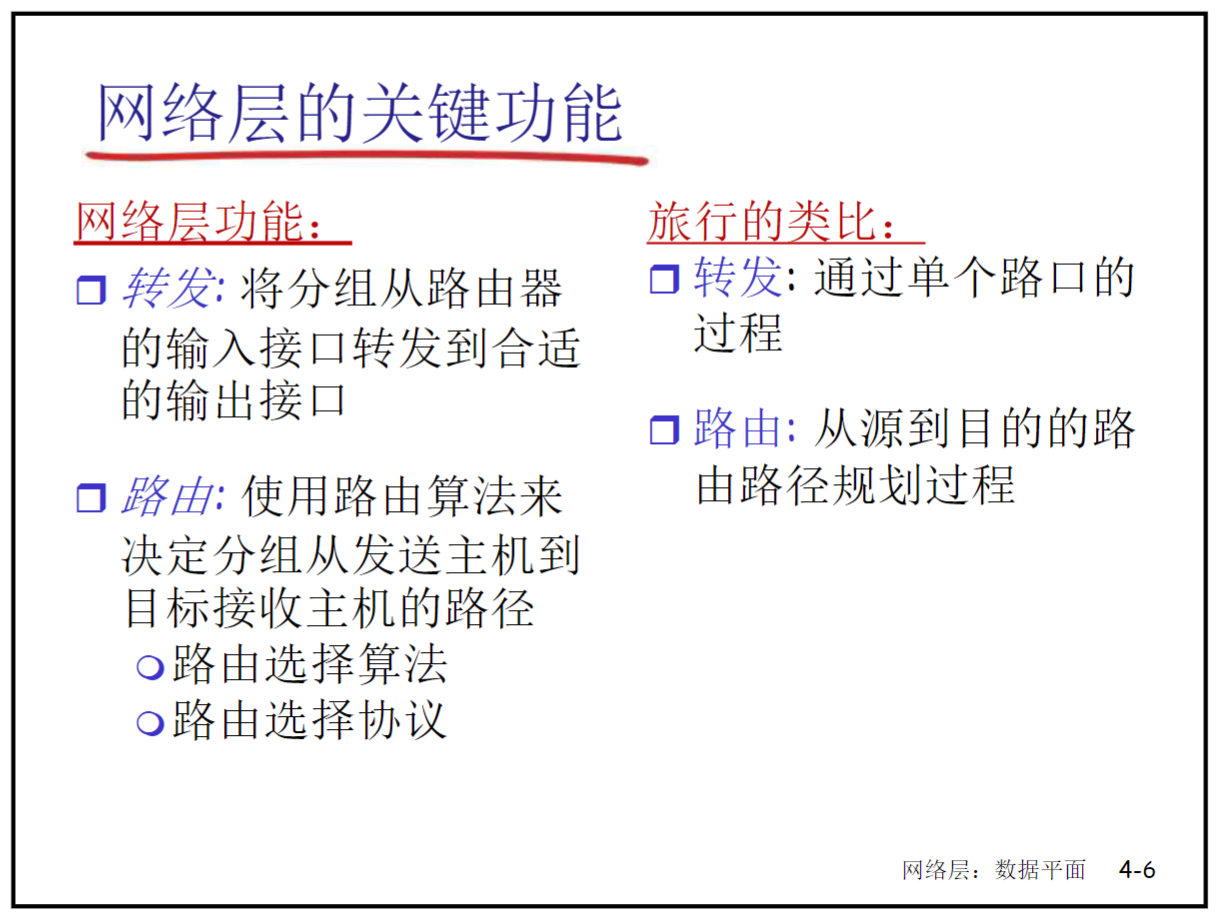 网络层的关键功能
网络层功能：
转发: 将分组从路由器
的输入接口转发到合适
的输出接口
路由: 使用路由算法来
决定分组从发送主机到
目标接收主机的路径
路由选择算法
路由选择协议
旅行的类比：
转发: 通过单个路口的
过程
路由: 从源到目的的路
由路径规划过程
网络层：数据平面 4-6